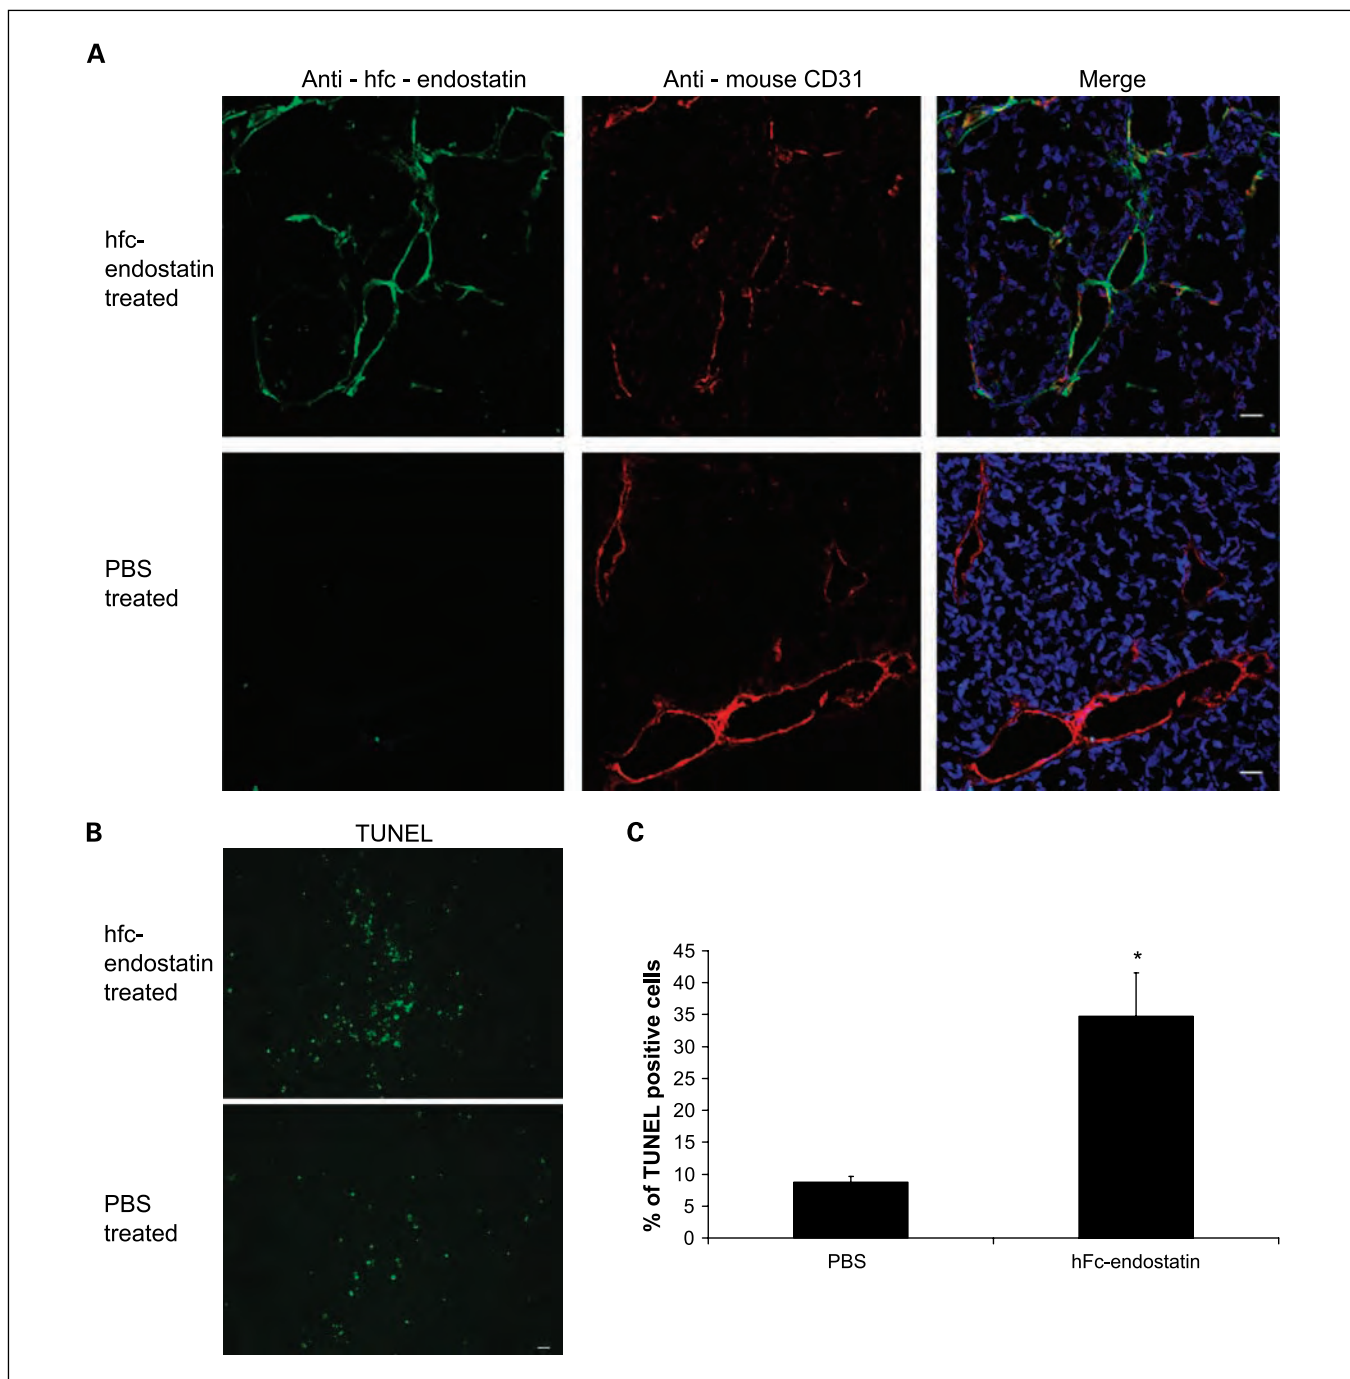 A
Anti - hfc - endostatin
Anti - mouse CD31
Merge
hfc-
endostatin
treated
PBS
treated
B
TUNEL
hfc-
endostatin
treated
PBS
treated
C
% of TUNEL positive cells
45
40
35
30
25
20
15
10
5
0
*
PBS
hFc-endostatin